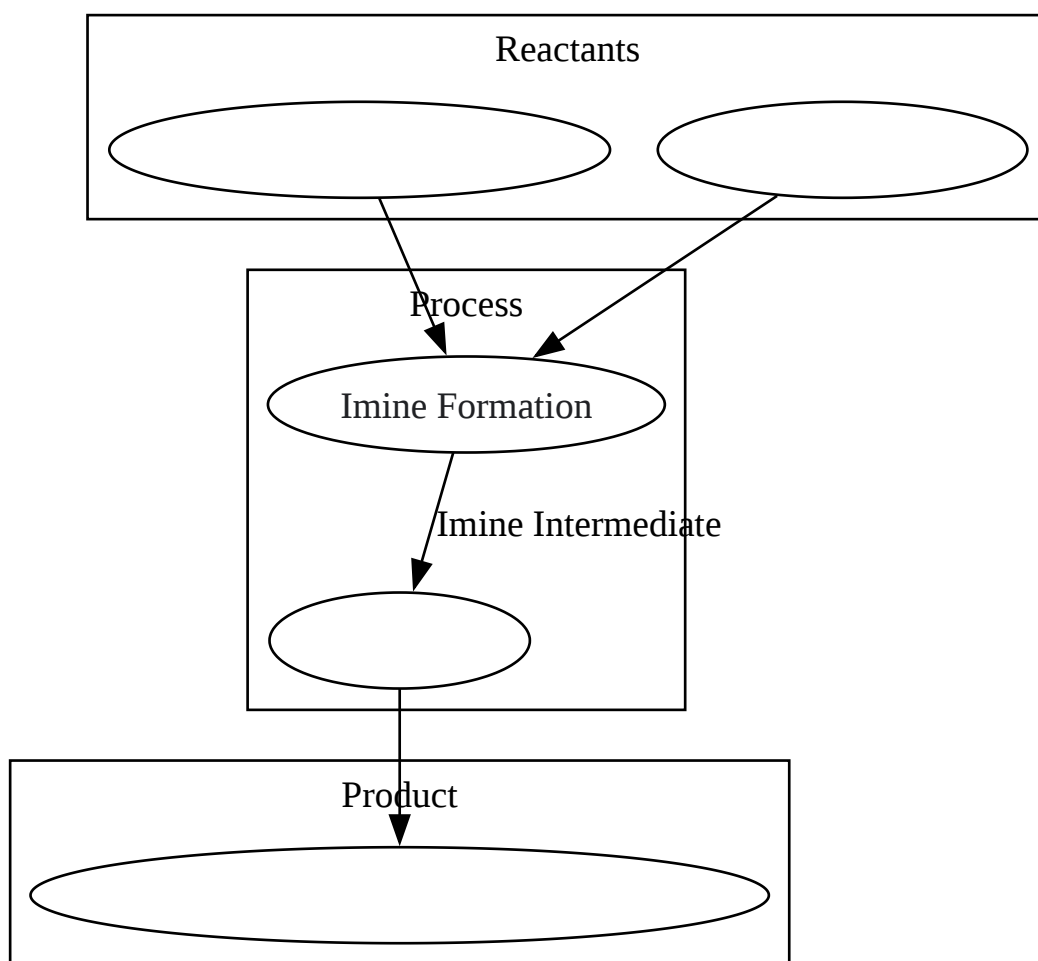 Reactants
Process
Imine Formation
Imine Intermediate
Product